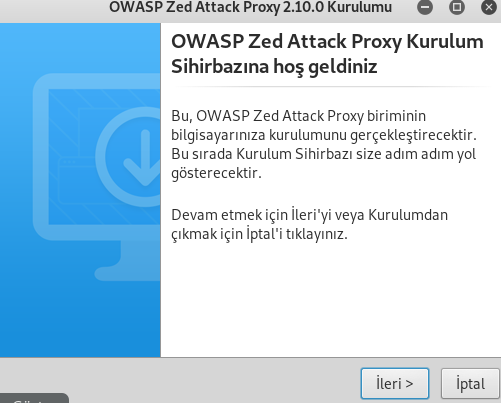 OWASP Zed Attack Proxy 2.10.0 Kurulumu
OWASP Zed Attack Proxy Kurulum
Sihirbazına hoş geldiniz
Bu, OWASP Zed Attack Proxy biriminin
bilgisayarınıza kurulumunu gerçekleştirecektir.
Bu sırada Kurulum Sihirbazı size adım adım yol
gösterecektir.
Devam etmek için İleri'yi veya Kurulumdan
çıkmak için İptal'i tıklayınız.
İleri >
İptal